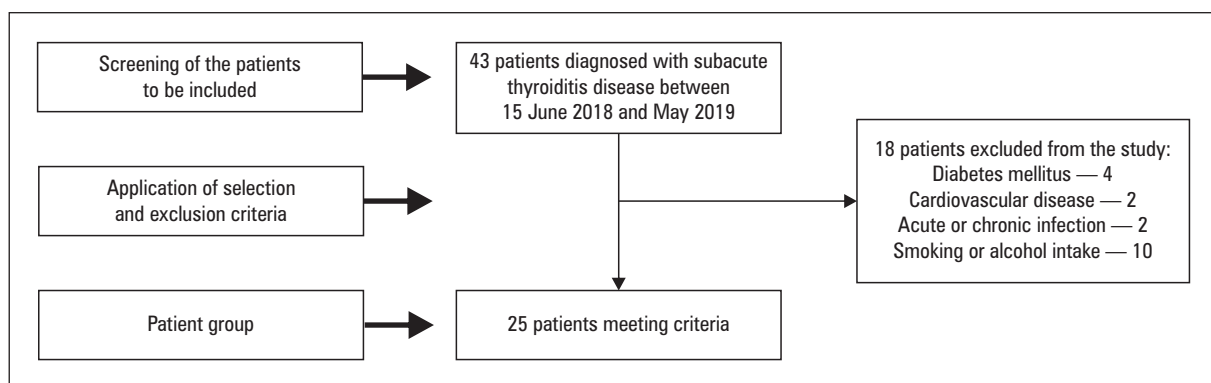 Screening of the patients
to be included
43 patients diagnosed with subacute
thyroiditis disease between
15 June 2018 and May 2019
Application of selection
and exclusion criteria
18 patients excluded from the study:
Diabetes mellitus — 4
Cardiovascular disease — 2
Acute or chronic infection — 2
Smoking or alcohol intake — 10
Patient group
25 patients meeting criteria